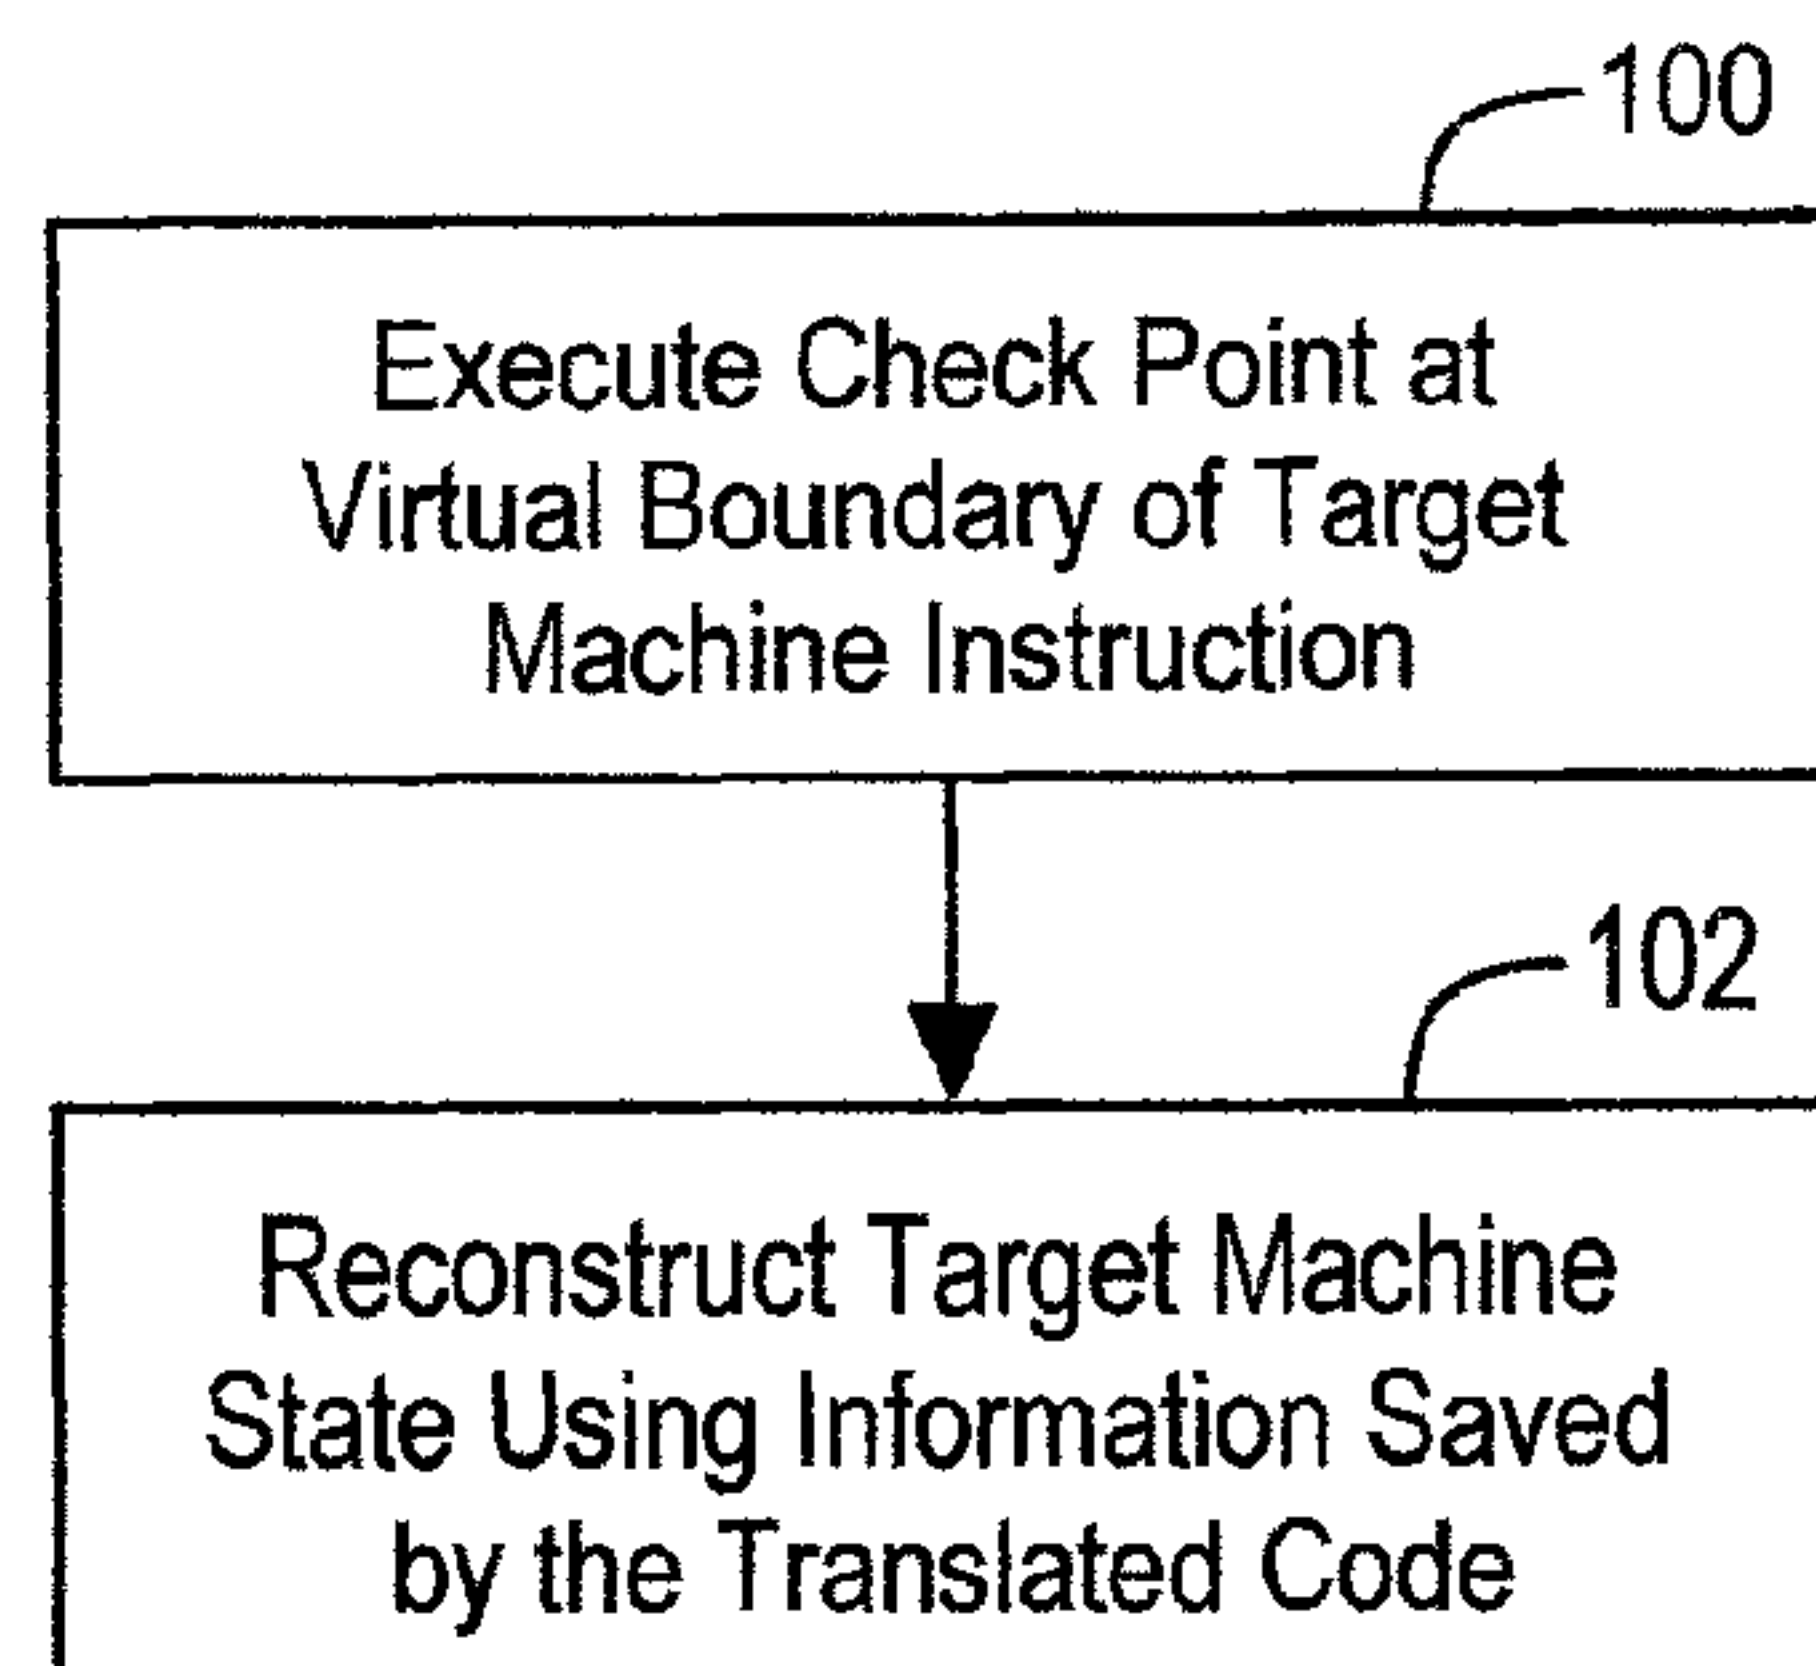 100
Execute Check Point at
Virtual Boundary of Target
Machine Instruction
102
Reconstruct Target Machine
State Using Information Saved
by the Translated Code